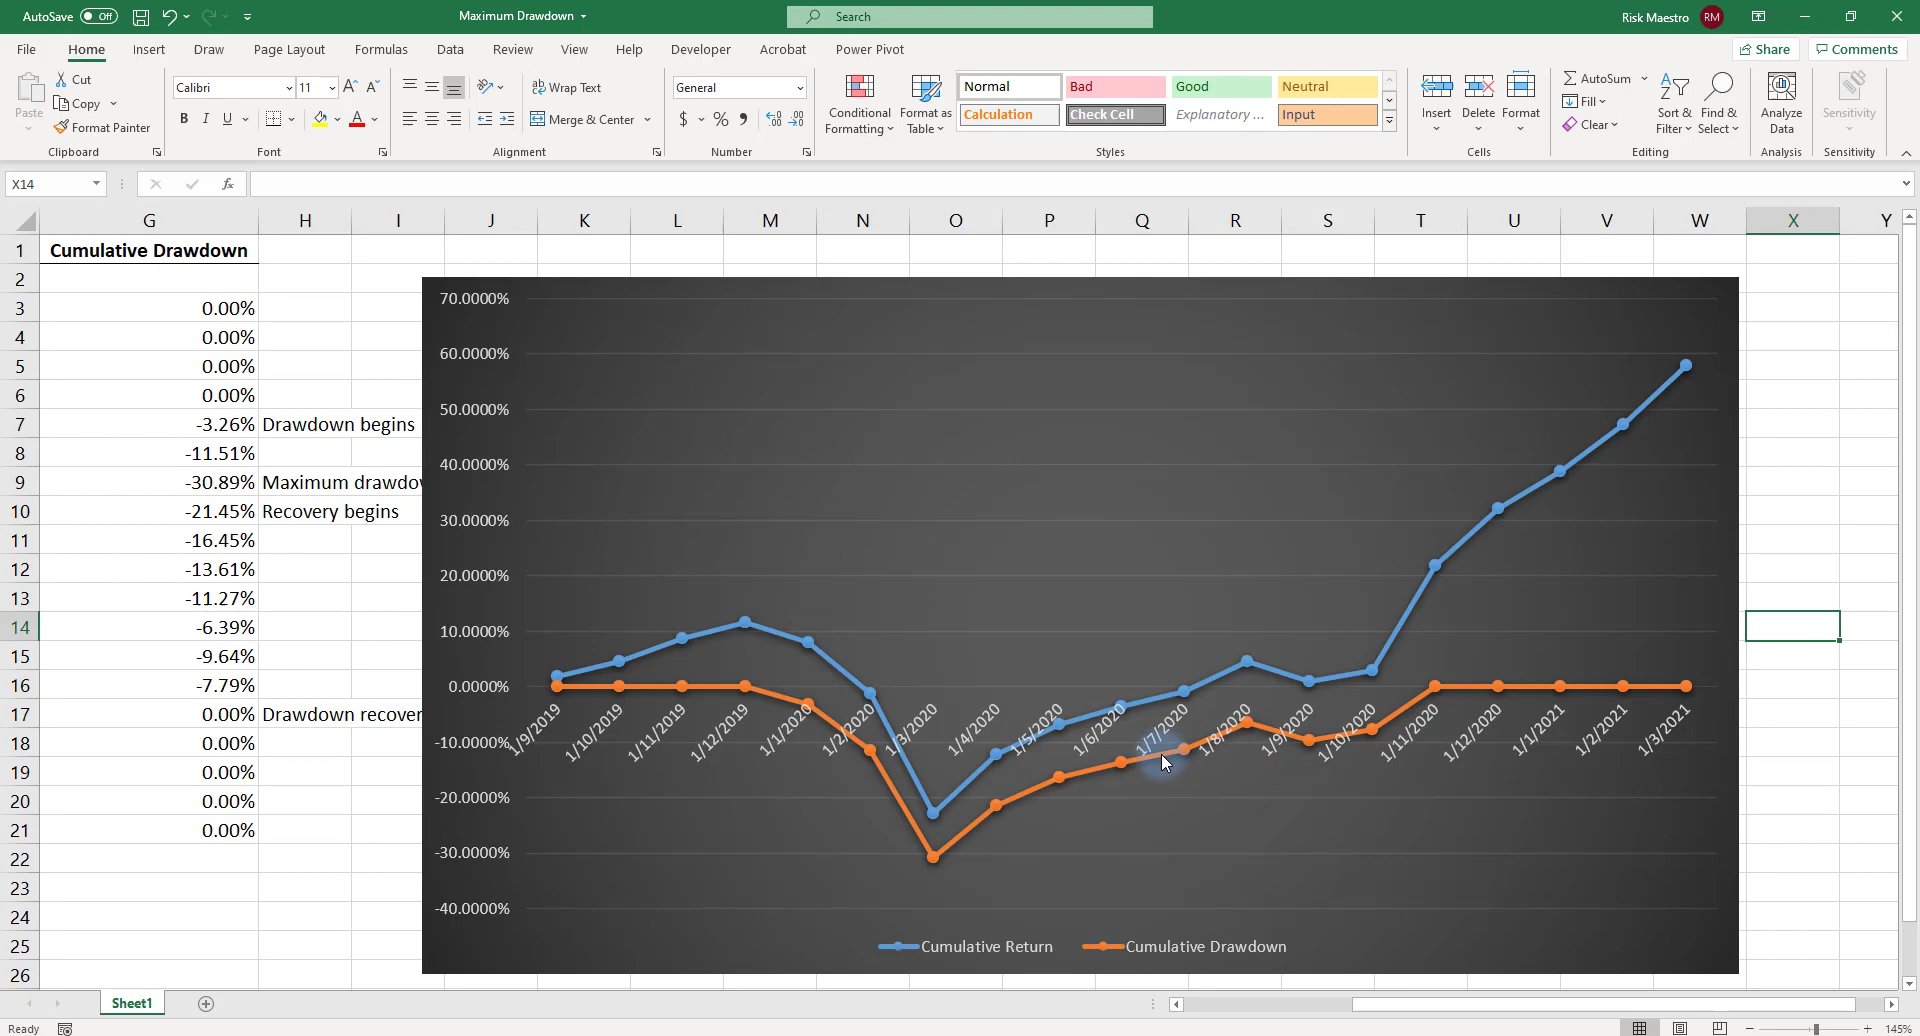 AutoSave Off Maximum Drawdown Search Risk Maestro RM
File Home Insert Draw Page Layout Formulas Data Review View Help Developer Acrobat Power Pivot Share Comments
Paste
Cut
Copy
Format Painter
Clipboard
Calibri 11
B I U
Font
Wrap Text
Merge & Center
Alignment
General
$ % 9
Number
Conditional
Formatting
Format as
Table
Normal Bad Good Neutral
Calculation Check Cell Explanatory ... Input
Styles
Insert Delete Format
Cells
AutoSum
Fill
Clear
Sort &
Filter
Find &
Select
Editing
Analyze
Data
Analysis
Sensitivity
Sensitivity
X14 fx
G H I J K L M N O P Q R S T U V W X Y
1 Cumulative Drawdown
2
3 0.00%
4 0.00%
5 0.00%
6 0.00%
7 -3.26% Drawdown begins
8 -11.51%
9 -30.89% Maximum drawdow
10 -21.45% Recovery begins
11 -16.45%
12 -13.61%
13 -11.27%
14 -6.39%
15 -9.64%
16 -7.79%
17 0.00% Drawdown recover
18 0.00%
19 0.00%
20 0.00%
21 0.00%
22
23
24
25
26
70.0000%
60.0000%
50.0000%
40.0000%
30.0000%
20.0000%
10.0000%
0.0000%
-10.0000%
-20.0000%
-30.0000%
-40.0000%
1/9/2019 1/10/2019 1/11/2019 1/12/2019 1/1/2020 1/2/2020 1/3/2020 1/4/2020 1/5/2020 1/6/2020 1/7/2020 1/8/2020 1/9/2020 1/10/2020 1/11/2020 1/12/2020 1/1/2021 1/2/2021 1/3/2021
Cumulative Return Cumulative Drawdown
Sheet1
Ready 145%